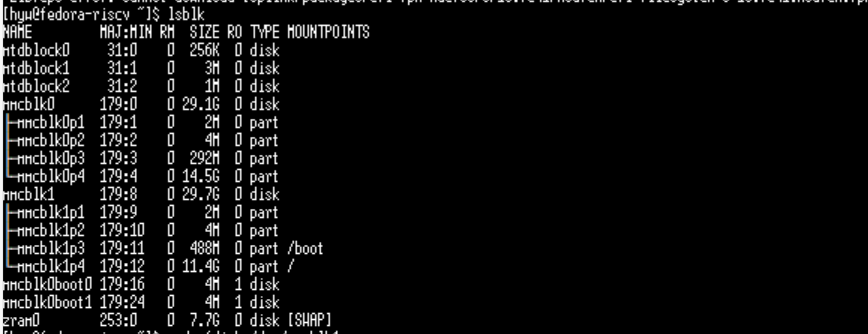 [hyw@fedora-riscv ~]$ lsblk
NAME MAJ:MIN RM SIZE RO TYPE MOUNTPOINTS
mtdblock0 31:0 0 256K 0 disk
mtdblock1 31:1 0 3M 0 disk
mtdblock2 31:2 0 1M 0 disk
mmcblk0 179:0 0 29.1G 0 disk
├─mmcblk0p1 179:1 0 2M 0 part
├─mmcblk0p2 179:2 0 4M 0 part
├─mmcblk0p3 179:3 0 292M 0 part
└─mmcblk0p4 179:4 0 14.5G 0 part
mmcblk1 179:8 0 29.7G 0 disk
├─mmcblk1p1 179:9 0 2M 0 part
├─mmcblk1p2 179:10 0 4M 0 part
├─mmcblk1p3 179:11 0 488M 0 part /boot
└─mmcblk1p4 179:12 0 11.4G 0 part /
mmcblk0boot0 179:16 0 4M 1 disk
mmcblk0boot1 179:24 0 4M 1 disk
zram0 253:0 0 7.7G 0 disk [SWAP]